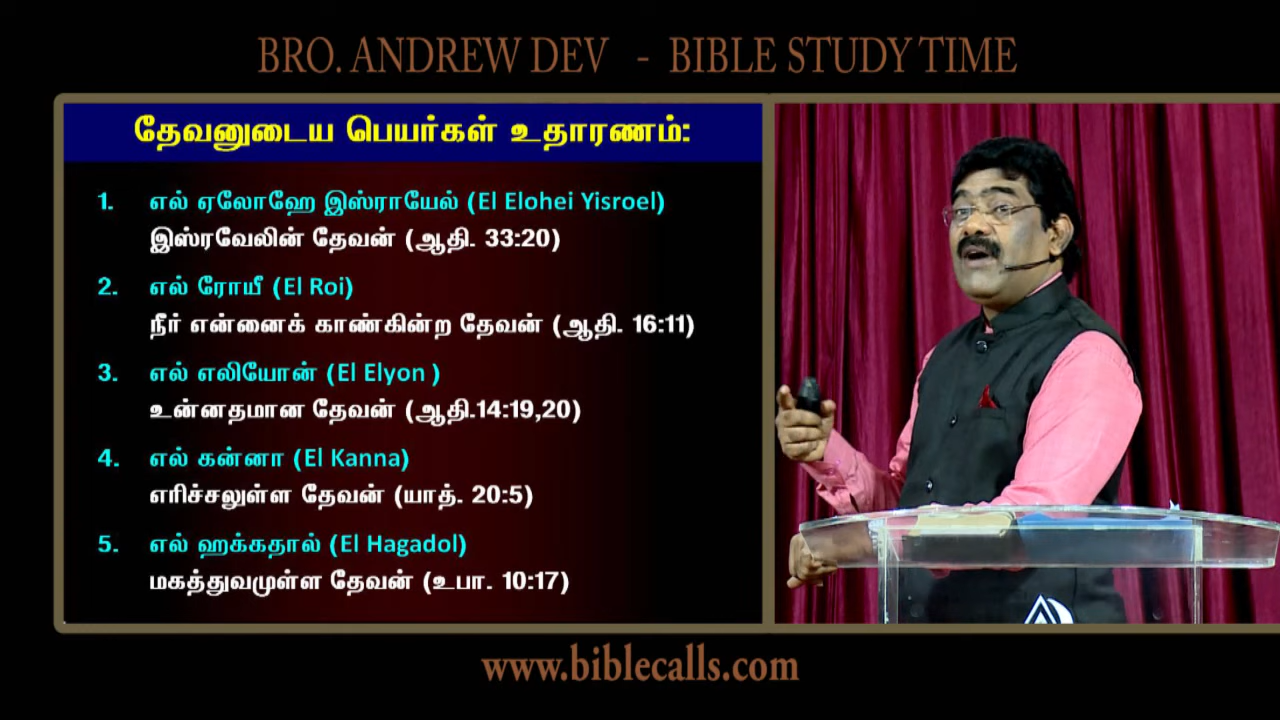 BRO. ANDREW DEV - BIBLE STUDY TIME
தேவனுடைய பெயர்கள் உதாரணம்:
1. எல் ஏலோஹே இஸ்ராயேல் (El Elohei Yisroel)
இஸ்ரவேலின் தேவன் (ஆதி. 33:20)
2. எல் ரோயீ (El Roi)
நீர் என்னைக் காண்கின்ற தேவன் (ஆதி. 16:11)
3. எல் எலியோன் (El Elyon )
உன்னதமான தேவன் (ஆதி.14:19,20)
4. எல் கன்னா (El Kanna)
எரிச்சலுள்ள தேவன் (யாத். 20:5)
5. எல் ஹக்கதால் (El Hagadol)
மகத்துவமுள்ள தேவன் (உபா. 10:17)
www.biblecalls.com